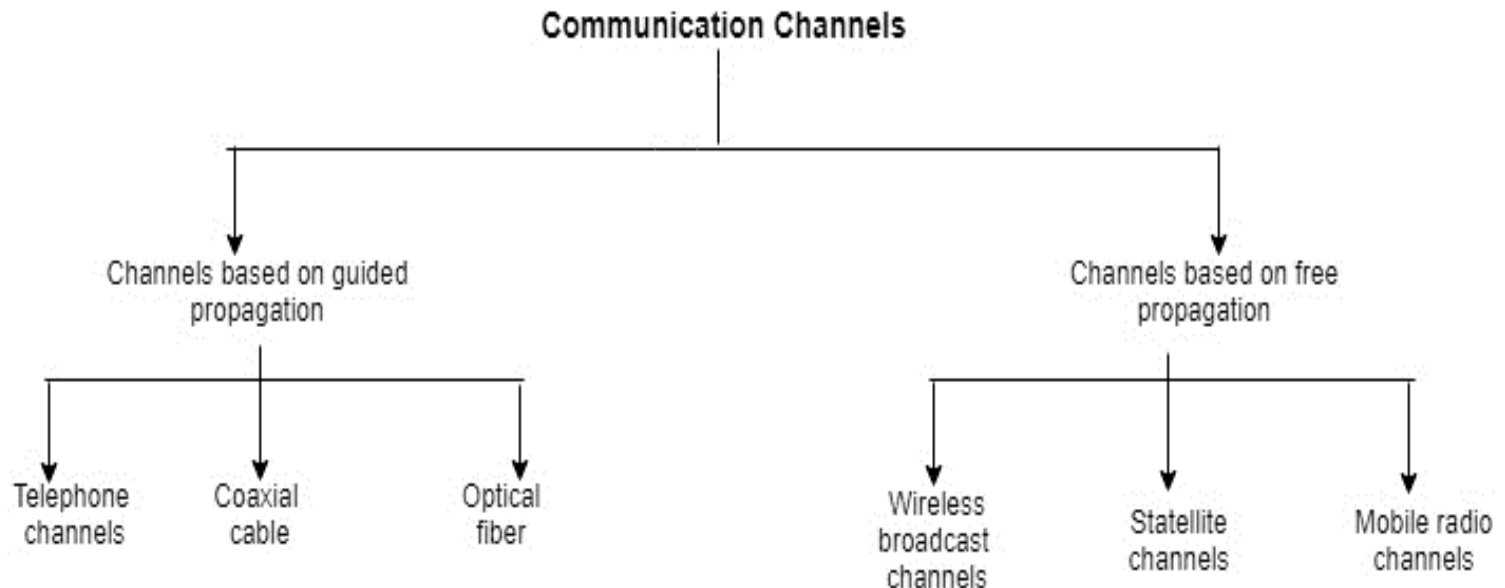 Communication Channels
Channels based on guided
propagation
Channels based on free
propagation
Telephone
channels
Coaxial
cable
Optical
fiber
Wireless
broadcast
channels
Statellite
channels
Mobile radio
channels